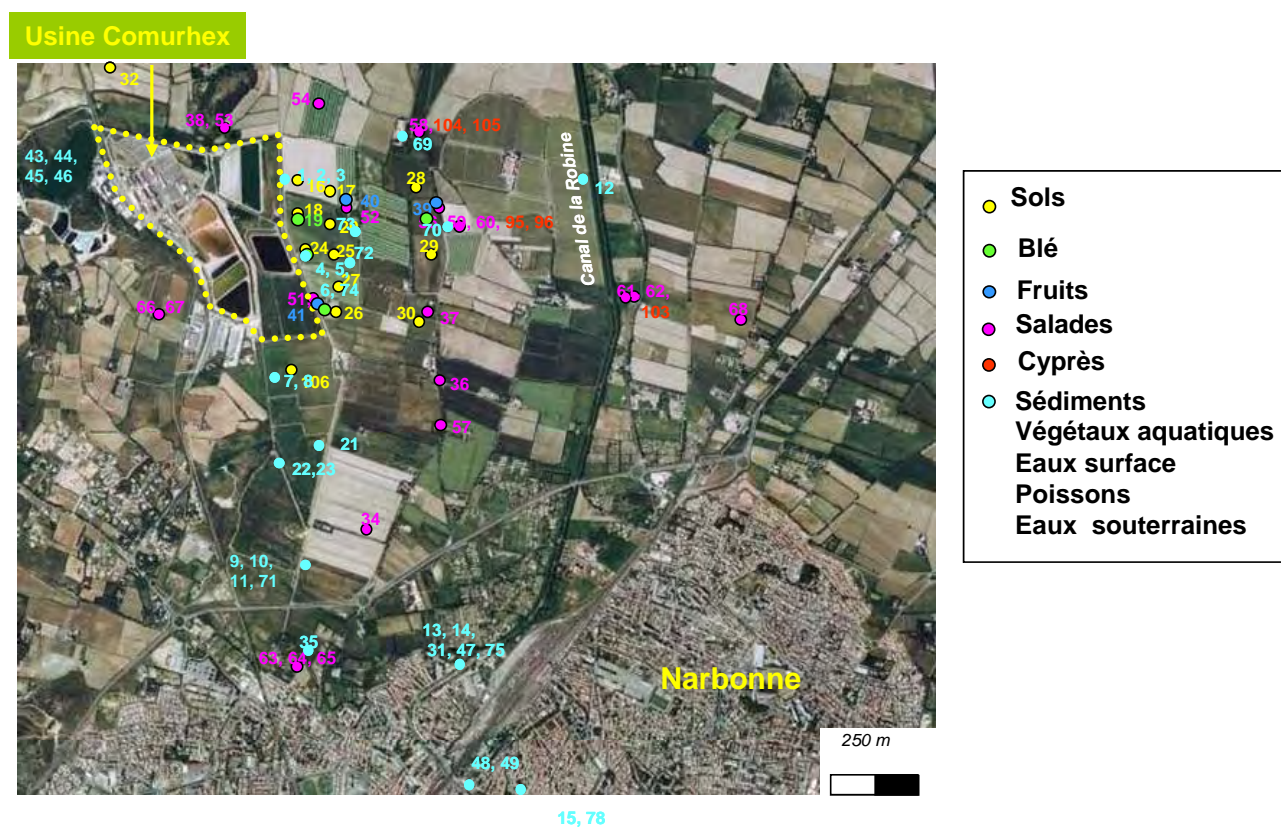 Usine Comurhex
32
54
38, 53
58, 104, 105
69
43, 44,
45, 46
1, 2, 3
16
17
40
28
12
Canal de la Robine
18
19
52
39
59, 60, 95, 96
70
24
25
72
29
4, 5,
6, 74
27
51
41
26
30
37
61, 62,
103
68
66, 67
36
7, 8
106
57
21
22,23
34
9, 10,
11, 71
35
63, 64, 65
13, 14,
31, 47, 75
Narbonne
48, 49
15, 78
250 m
Sols
Blé
Fruits
Salades
Cyprès
Sédiments
Végétaux aquatiques
Eaux surface
Poissons
Eaux souterraines